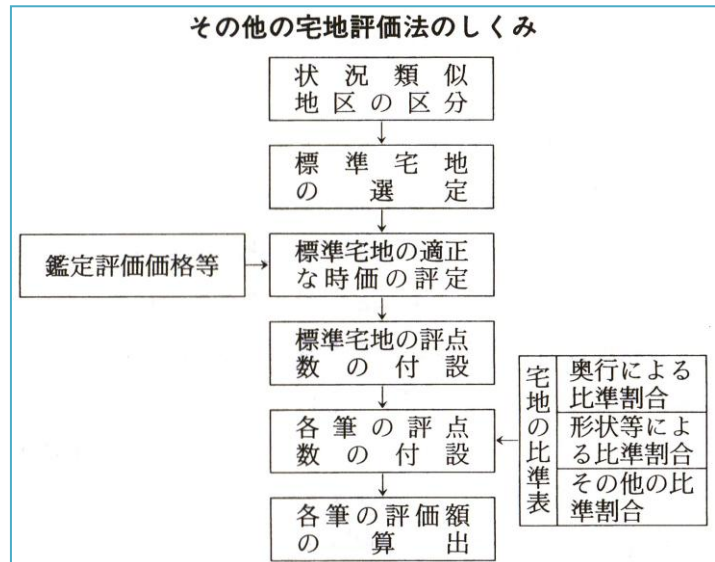 その他の宅地評価法のしくみ
状況類似
地区の区分
標準宅地
の選定
鑑定評価価格等
標準宅地の適正
な時価の評定
標準宅地の評点
数の付設
各筆の評点
数の付設
宅地の比準表
奥行による
比準割合
形状等によ
る比準割合
その他の比
準割合
各筆の評価額
の算出